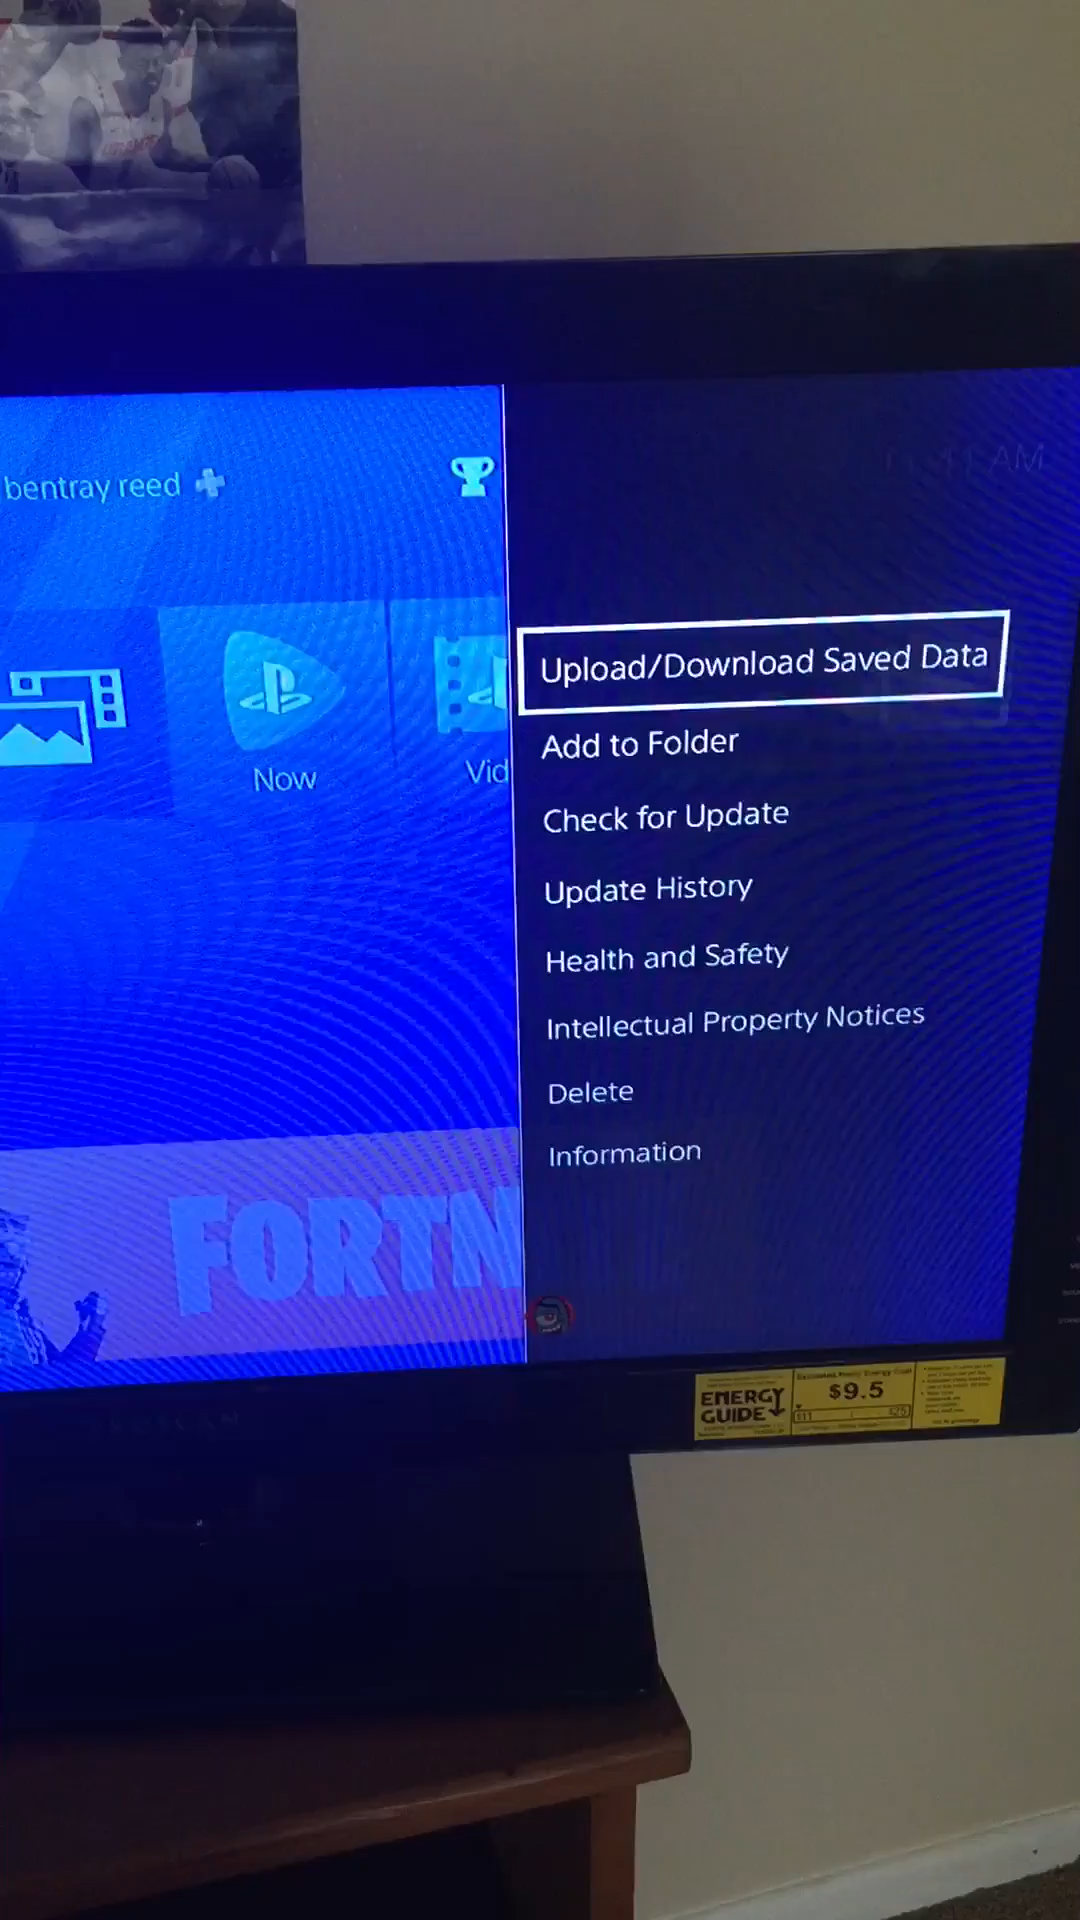 bentray reed
AM
Now
Vid
Upload/Download Saved Data
Add to Folder
Check for Update
Update History
Health and Safety
Intellectual Property Notices
Delete
Information
FORTN
ENERGY
GUIDE
$9.5